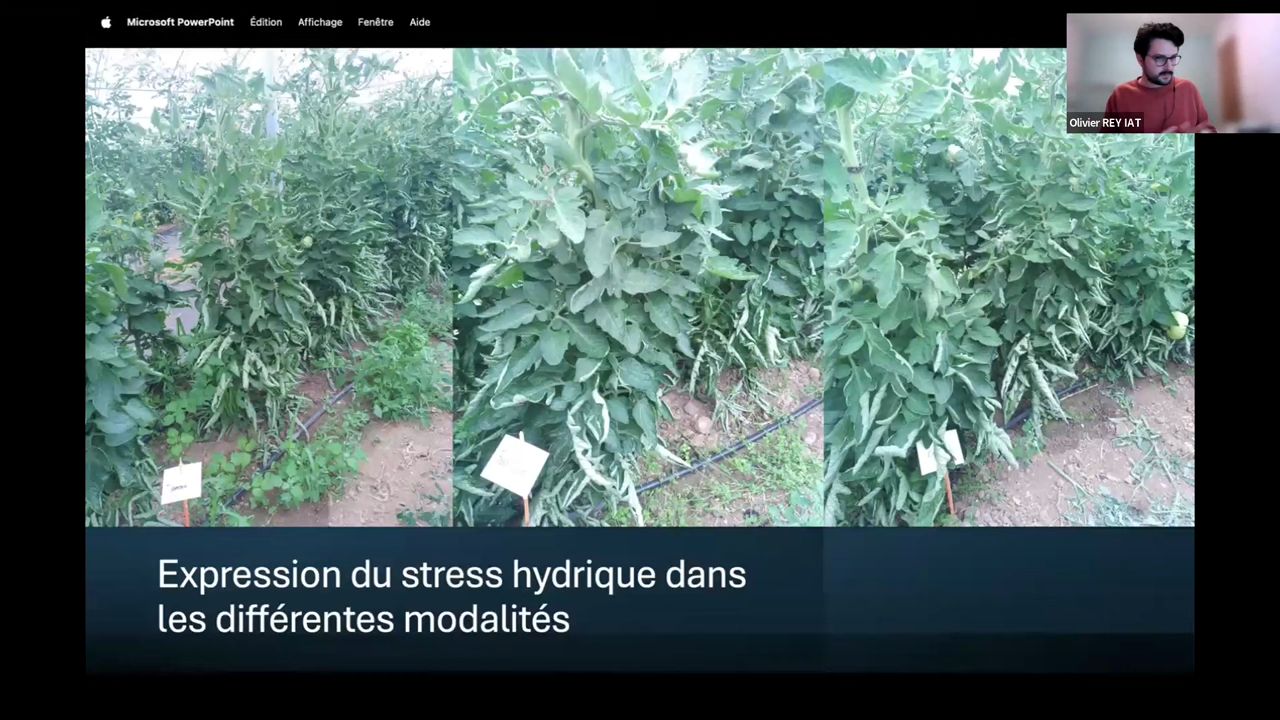 Microsoft PowerPoint Édition Affichage Fenêtre Aide
Olivier REY IAT
Expression du stress hydrique dans
les différentes modalités